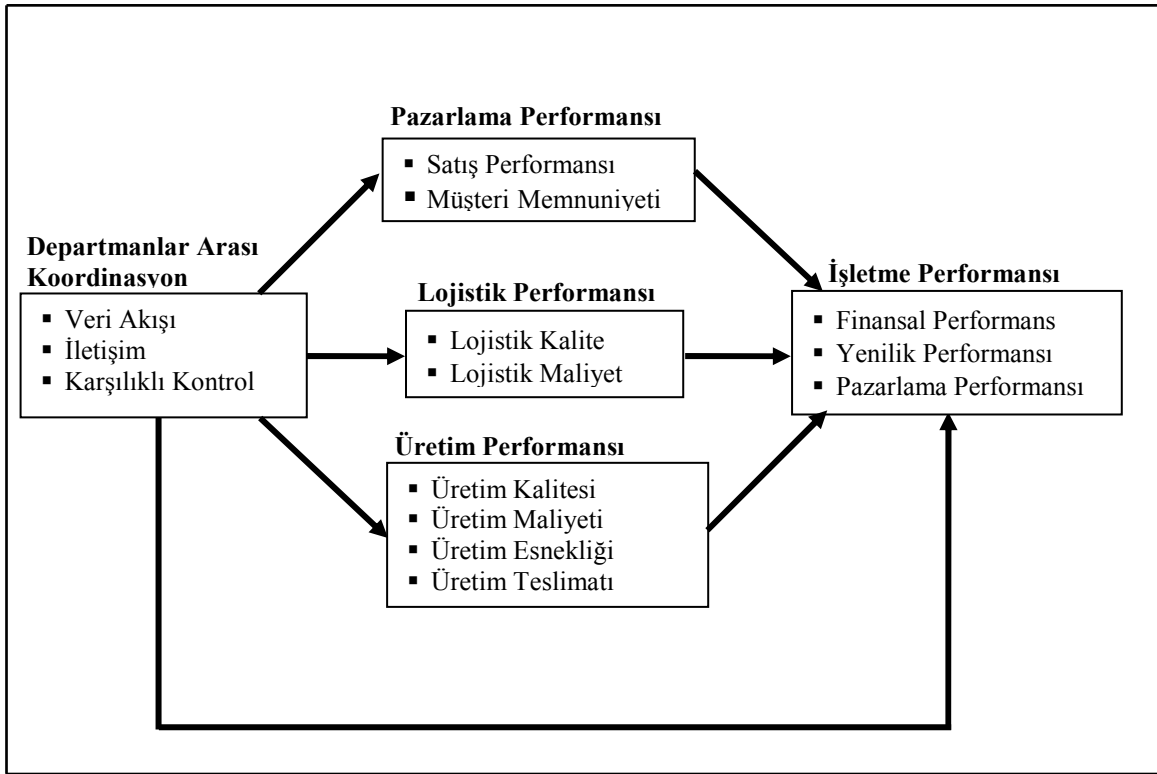 Pazarlama Performansı
▪ Satış Performansı
▪ Müşteri Memnuniyeti
Departmanlar Arası
Koordinasyon
▪ Veri Akışı
▪ İletişim
▪ Karşılıklı Kontrol
Lojistik Performansı
▪ Lojistik Kalite
▪ Lojistik Maliyet
Üretim Performansı
▪ Üretim Kalitesi
▪ Üretim Maliyeti
▪ Üretim Esnekliği
▪ Üretim Teslimatı
İşletme Performansı
▪ Finansal Performans
▪ Yenilik Performansı
▪ Pazarlama Performansı